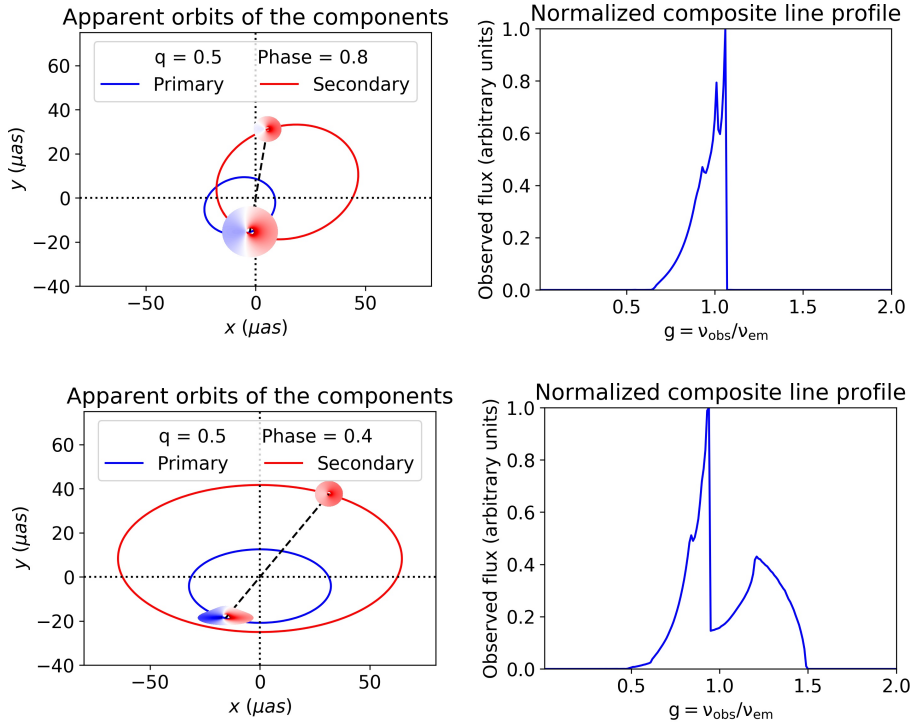 Apparent orbits of the components
q = 0.5 Phase = 0.8
Primary Secondary
y (μas)
60
40
20
0
−20
−40
−50 0 50
x (μas)
Normalized composite line profile
Observed flux (arbitrary units)
1.0
0.8
0.6
0.4
0.2
0.0
0.5 1.0 1.5 2.0
g = ν_obs/ν_em
Apparent orbits of the components
q = 0.5 Phase = 0.4
Primary Secondary
y (μas)
60
40
20
0
−20
−40
−50 0 50
x (μas)
Normalized composite line profile
Observed flux (arbitrary units)
1.0
0.8
0.6
0.4
0.2
0.0
0.5 1.0 1.5 2.0
g = ν_obs/ν_em